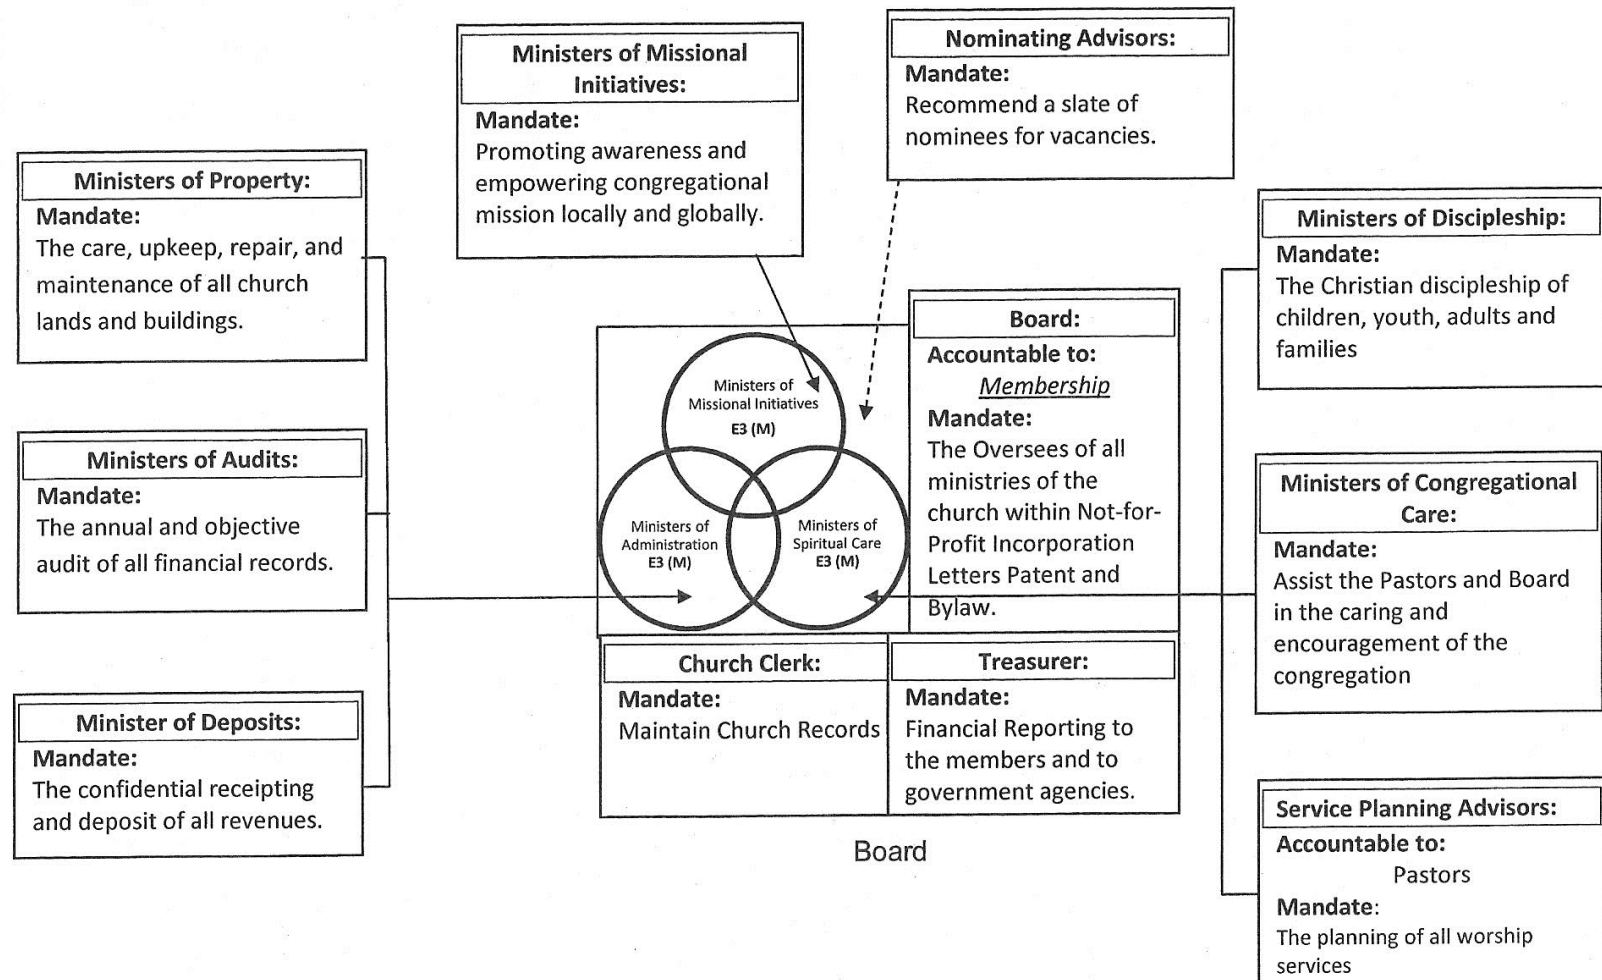 Ministers of Missional
Initiatives:
Mandate:
Promoting awareness and
empowering congregational
mission locally and globally.
Nominating Advisors:
Mandate:
Recommend a slate of
nominees for vacancies.
Ministers of Property:
Mandate:
The care, upkeep, repair, and
maintenance of all church
lands and buildings.
Ministers of Audits:
Mandate:
The annual and objective
audit of all financial records.
Minister of Deposits:
Mandate:
The confidential receipting
and deposit of all revenues.
Ministers of
Missional Initiatives
E3 (M)
Ministers of
Administration
E3 (M)
Ministers of
Spiritual Care
E3 (M)
Board:
Accountable to:
Membership
Mandate:
The Oversees of all
ministries of the
church within Not-for-
Profit Incorporation
Letters Patent and
Bylaw.
Church Clerk:
Mandate:
Maintain Church Records
Treasurer:
Mandate:
Financial Reporting to
the members and to
government agencies.
Board
Ministers of Discipleship:
Mandate:
The Christian discipleship of
children, youth, adults and
families
Ministers of Congregational
Care:
Mandate:
Assist the Pastors and Board
in the caring and
encouragement of the
congregation
Service Planning Advisors:
Accountable to:
Pastors
Mandate:
The planning of all worship
services